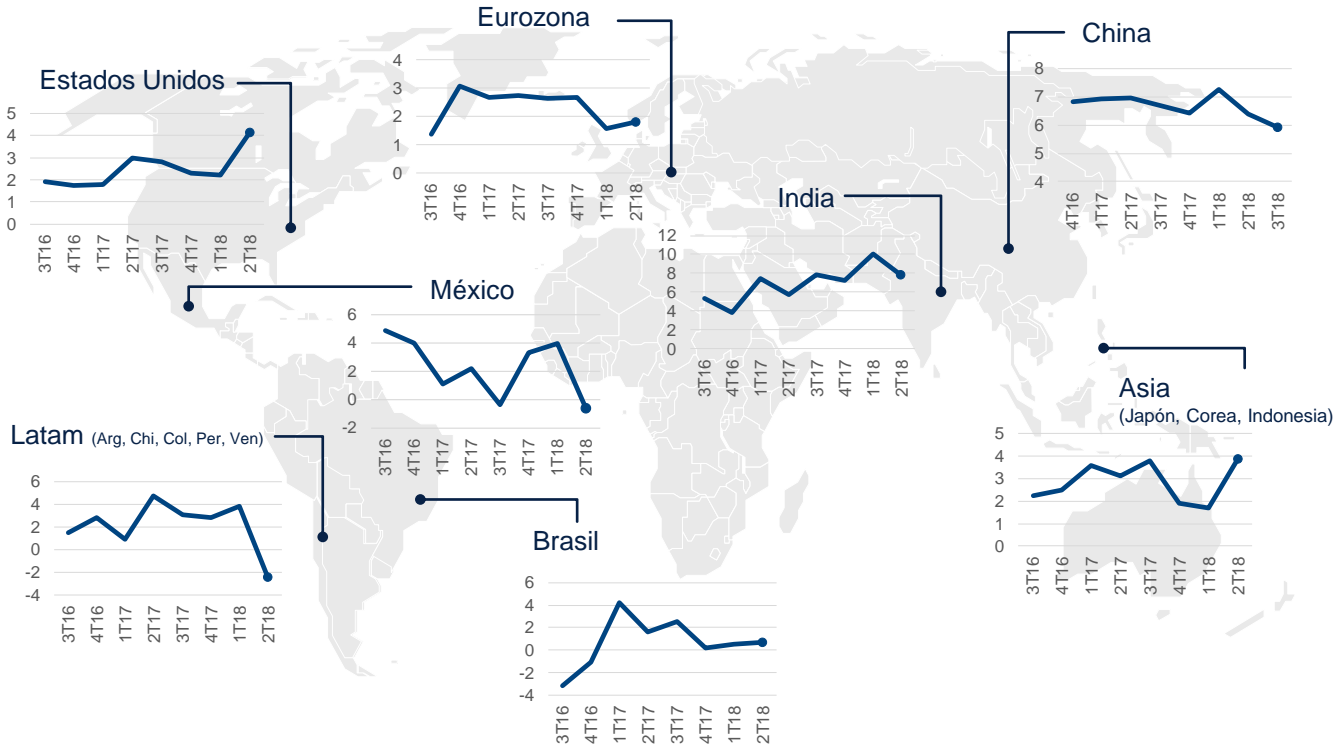 Eurozona
4
3
2
1
0
3T16
4T16
1T17
2T17
3T17
4T17
1T18
2T18
China
8
7
6
5
4
4T16
1T17
2T17
3T17
4T17
1T18
2T18
3T18
Estados Unidos
5
4
3
2
1
0
3T16
4T16
1T17
2T17
3T17
4T17
1T18
2T18
India
12
10
8
6
4
2
0
3T16
4T16
1T17
2T17
3T17
4T17
1T18
2T18
México
6
4
2
0
-2
3T16
4T16
1T17
2T17
3T17
4T17
1T18
2T18
Asia
(Japón, Corea, Indonesia)
5
4
3
2
1
0
3T16
4T16
1T17
2T17
3T17
4T17
1T18
2T18
Latam (Arg, Chi, Col, Per, Ven)
6
4
2
0
-2
-4
3T16
4T16
1T17
2T17
3T17
4T17
1T18
2T18
Brasil
6
4
2
0
-2
-4
3T16
4T16
1T17
2T17
3T17
4T17
1T18
2T18